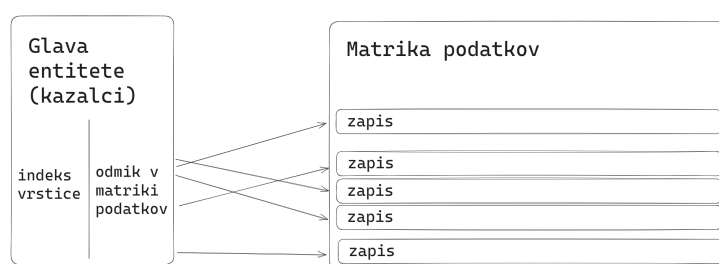 Glava
entitete
(kazalci)
indeks
vrstice
odmik v
matriki
podatkov
Matrika podatkov
zapis
zapis
zapis
zapis
zapis